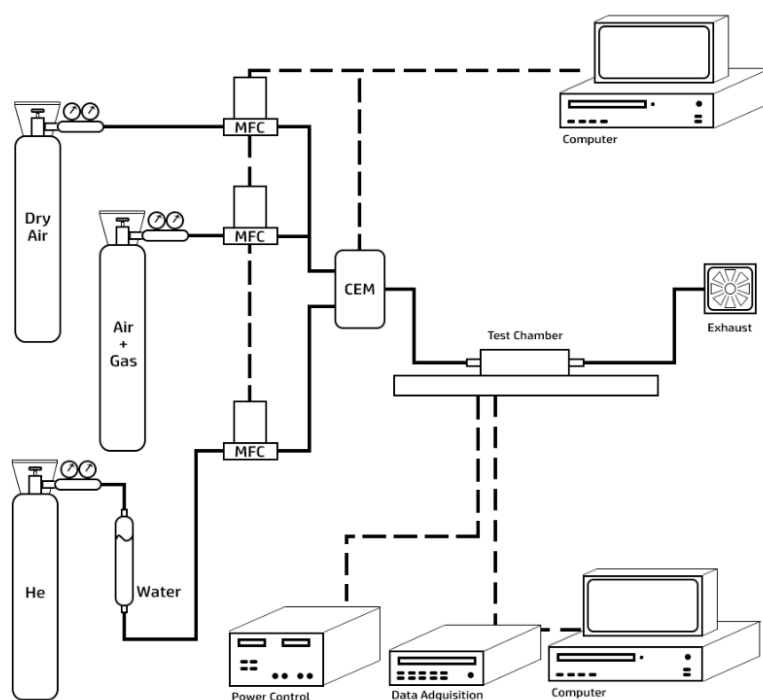 Computer
MFC
Dry
Air
MFC
Air
+
Gas
CEM
Exhaust
Test Chamber
MFC
He
Water
Power Control
Data Adquisition
Computer